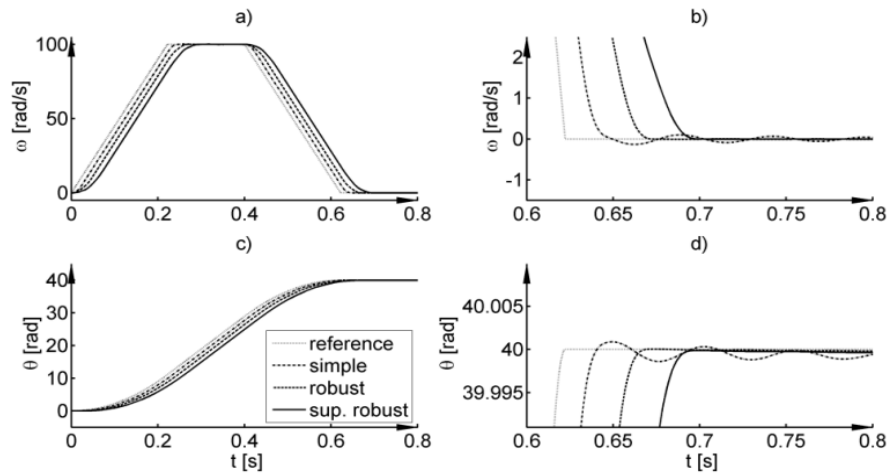 a)
ω [rad/s]
100
50
0
0 0.2 0.4 0.6 0.8
b)
ω [rad/s]
2
1
0
-1
0.6 0.65 0.7 0.75 0.8
c)
θ [rad]
40
30
20
10
0
reference
simple
robust
sup. robust
0 0.2 0.4 0.6 0.8
t [s]
d)
θ [rad]
40.005
40
39.995
0.6 0.65 0.7 0.75 0.8
t [s]